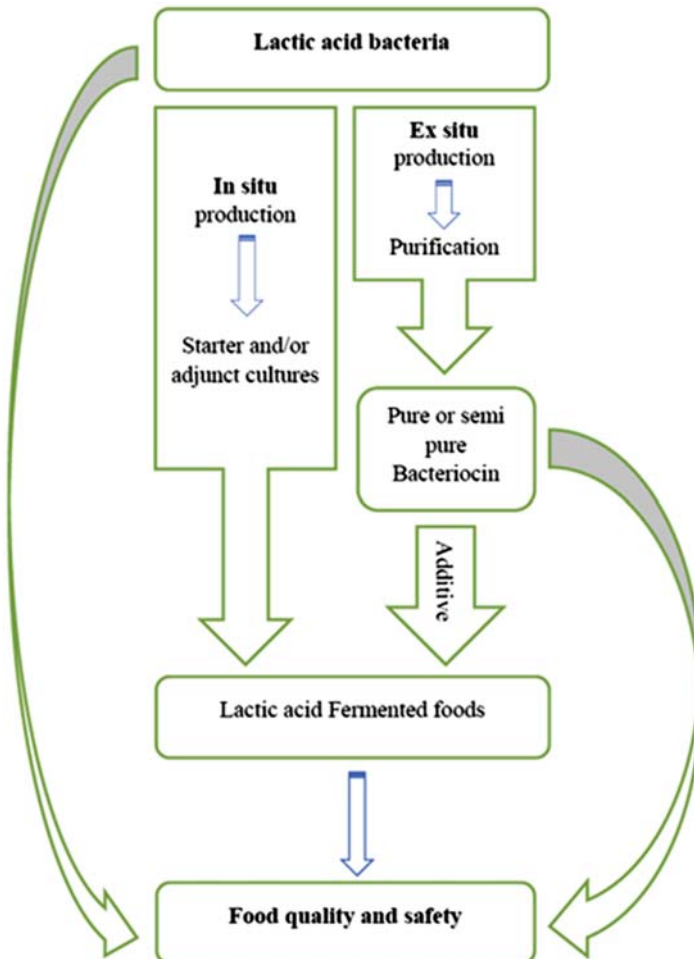 Lactic acid bacteria
In situ
production
Starter and/or
adjunct cultures
Ex situ
production
Purification
Pure or semi
pure
Bacteriocin
Additive
Lactic acid Fermented foods
Food quality and safety